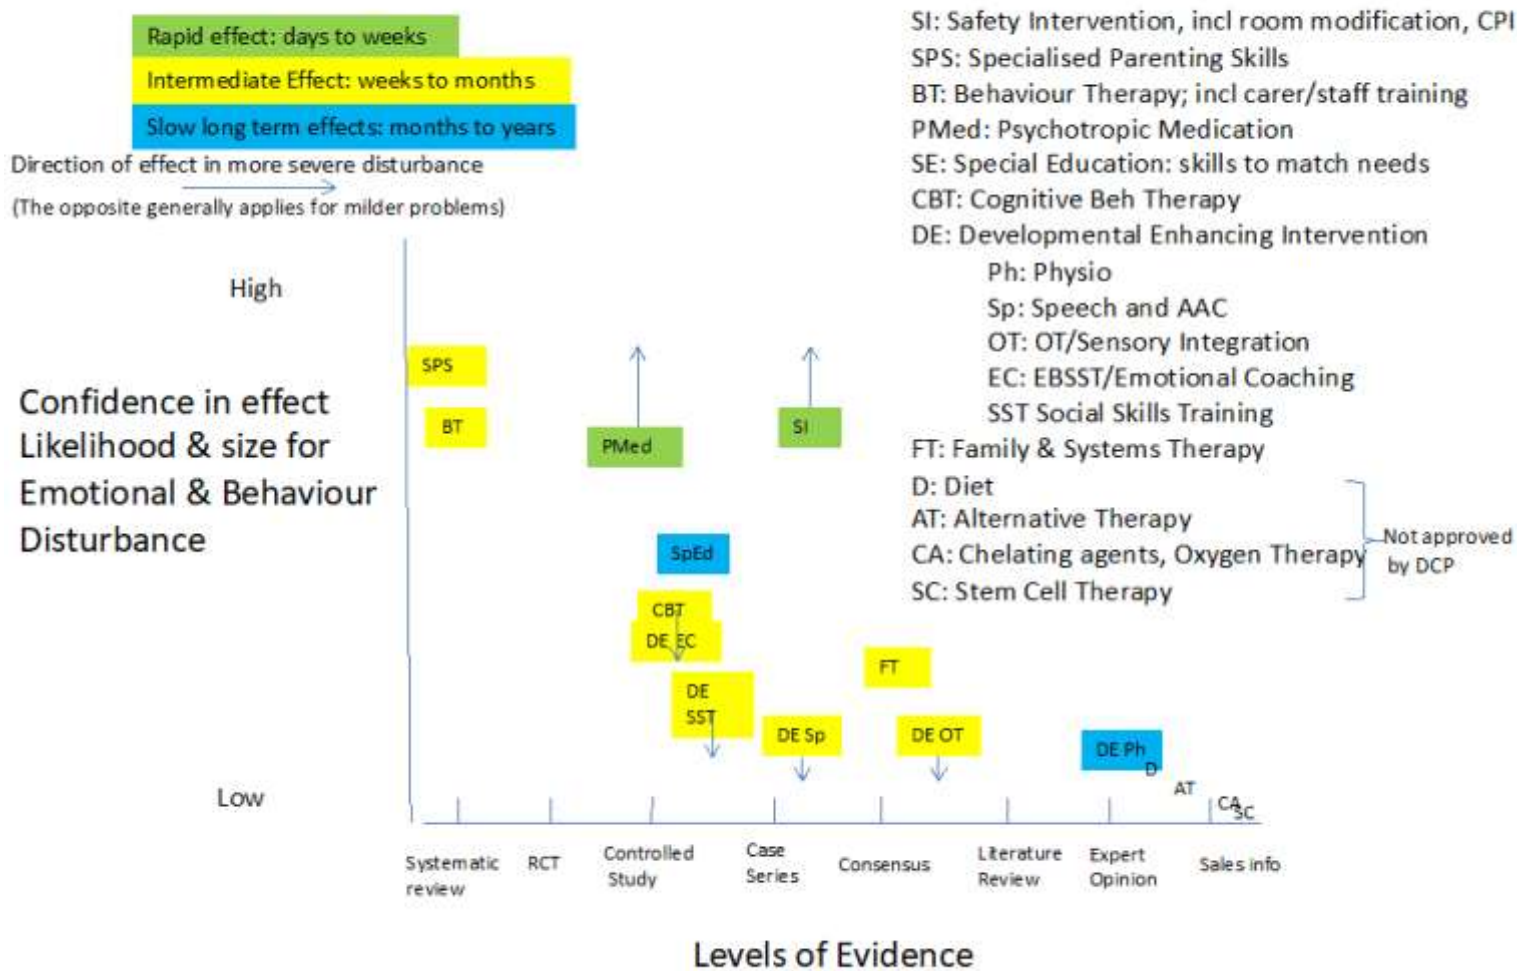 Rapid effect: days to weeks
Intermediate Effect: weeks to months
Slow long term effects: months to years
Direction of effect in more severe disturbance
(The opposite generally applies for milder problems)
SI: Safety Intervention, incl room modification, CPI
SPS: Specialised Parenting Skills
BT: Behaviour Therapy; incl carer/staff training
PMed: Psychotropic Medication
SE: Special Education: skills to match needs
CBT: Cognitive Beh Therapy
DE: Developmental Enhancing Intervention
Ph: Physio
Sp: Speech and AAC
OT: OT/Sensory Integration
EC: EBSST/Emotional Coaching
SST Social Skills Training
FT: Family & Systems Therapy
D: Diet
AT: Alternative Therapy
CA: Chelating agents, Oxygen Therapy
SC: Stem Cell Therapy
Not approved
by DCP
High
Confidence in effect
Likelihood & size for
Emotional & Behaviour
Disturbance
Low
SPS
BT
PMed
SI
SpEd
CBT
DE EC
DE
SST
FT
DE Sp
DE OT
DE Ph
D
AT
CA
SC
Systematic
review
RCT
Controlled
Study
Case
Series
Consensus
Literature
Review
Expert
Opinion
Sales info
Levels of Evidence